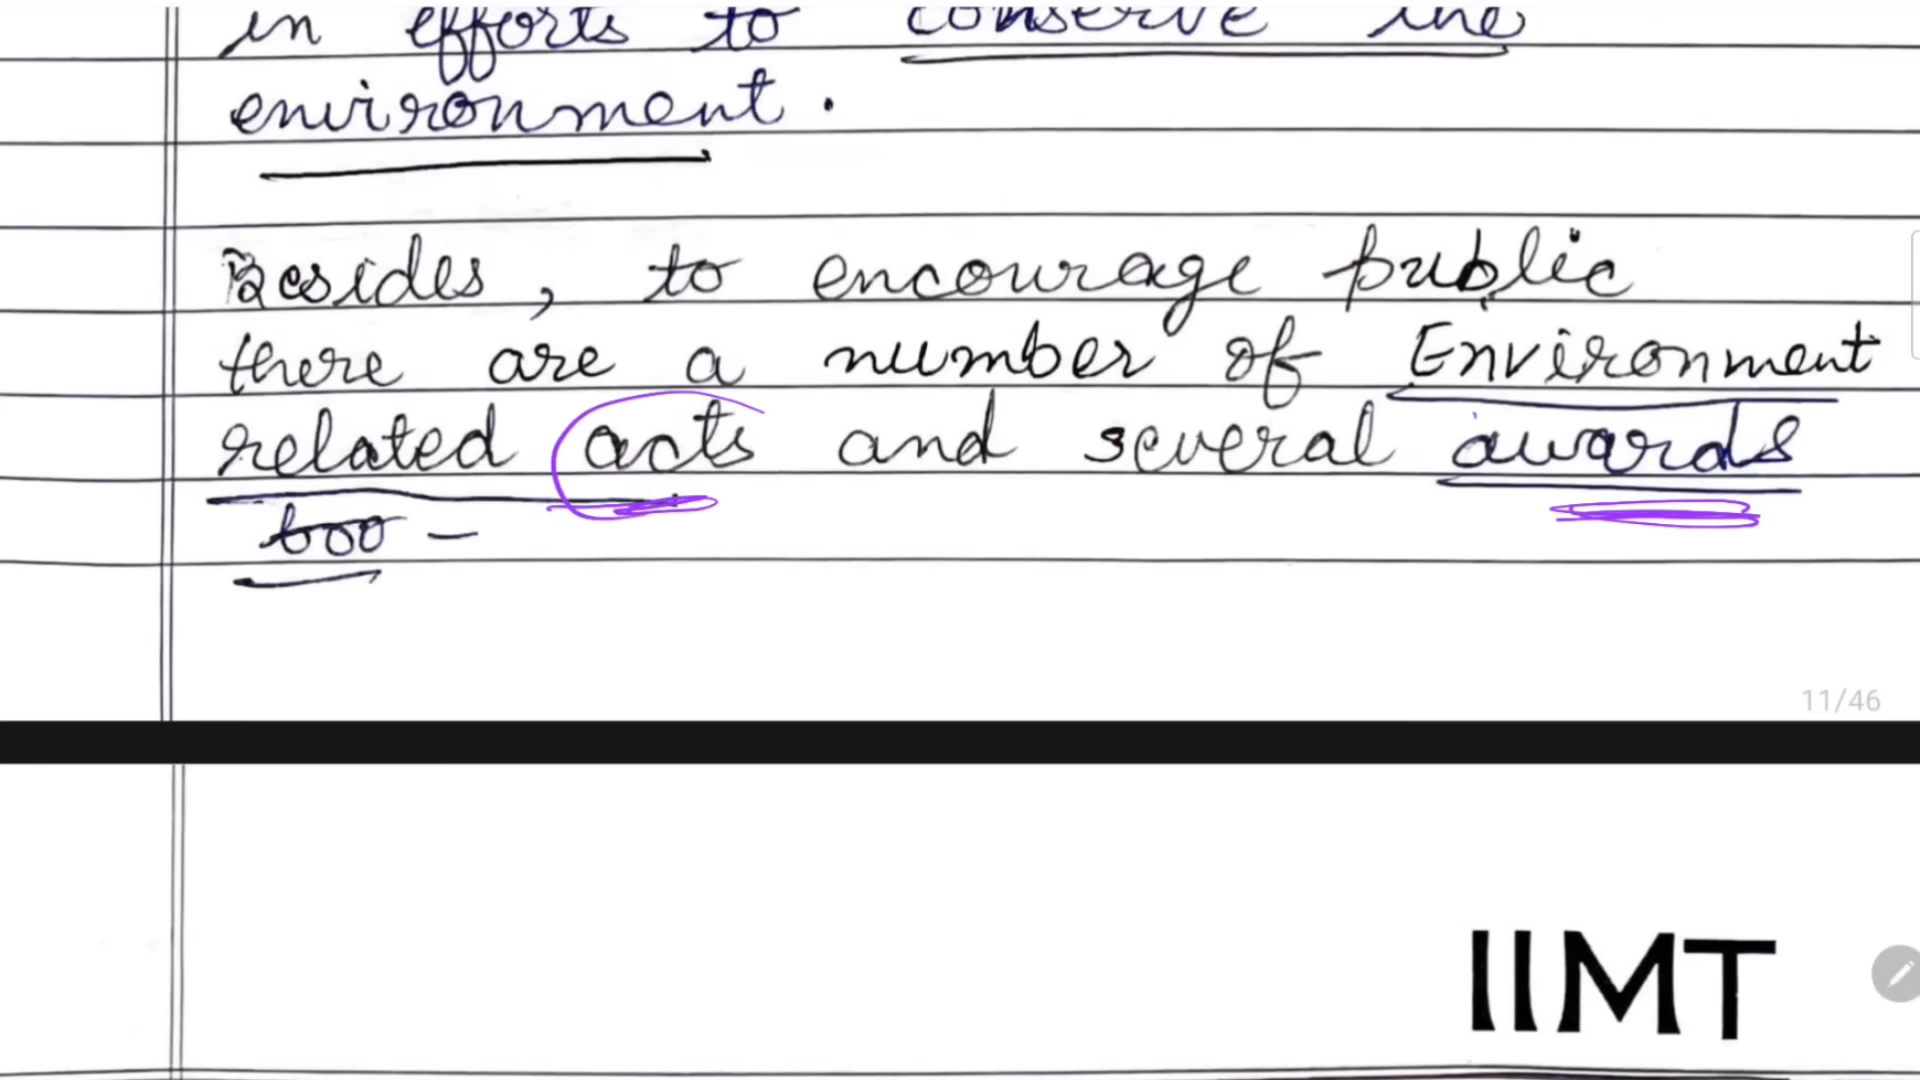 in efforts to conserve the
environment.
Besides, to encourage public
there are a number of Environment
related acts and several awards
too -
11/46
IIMT